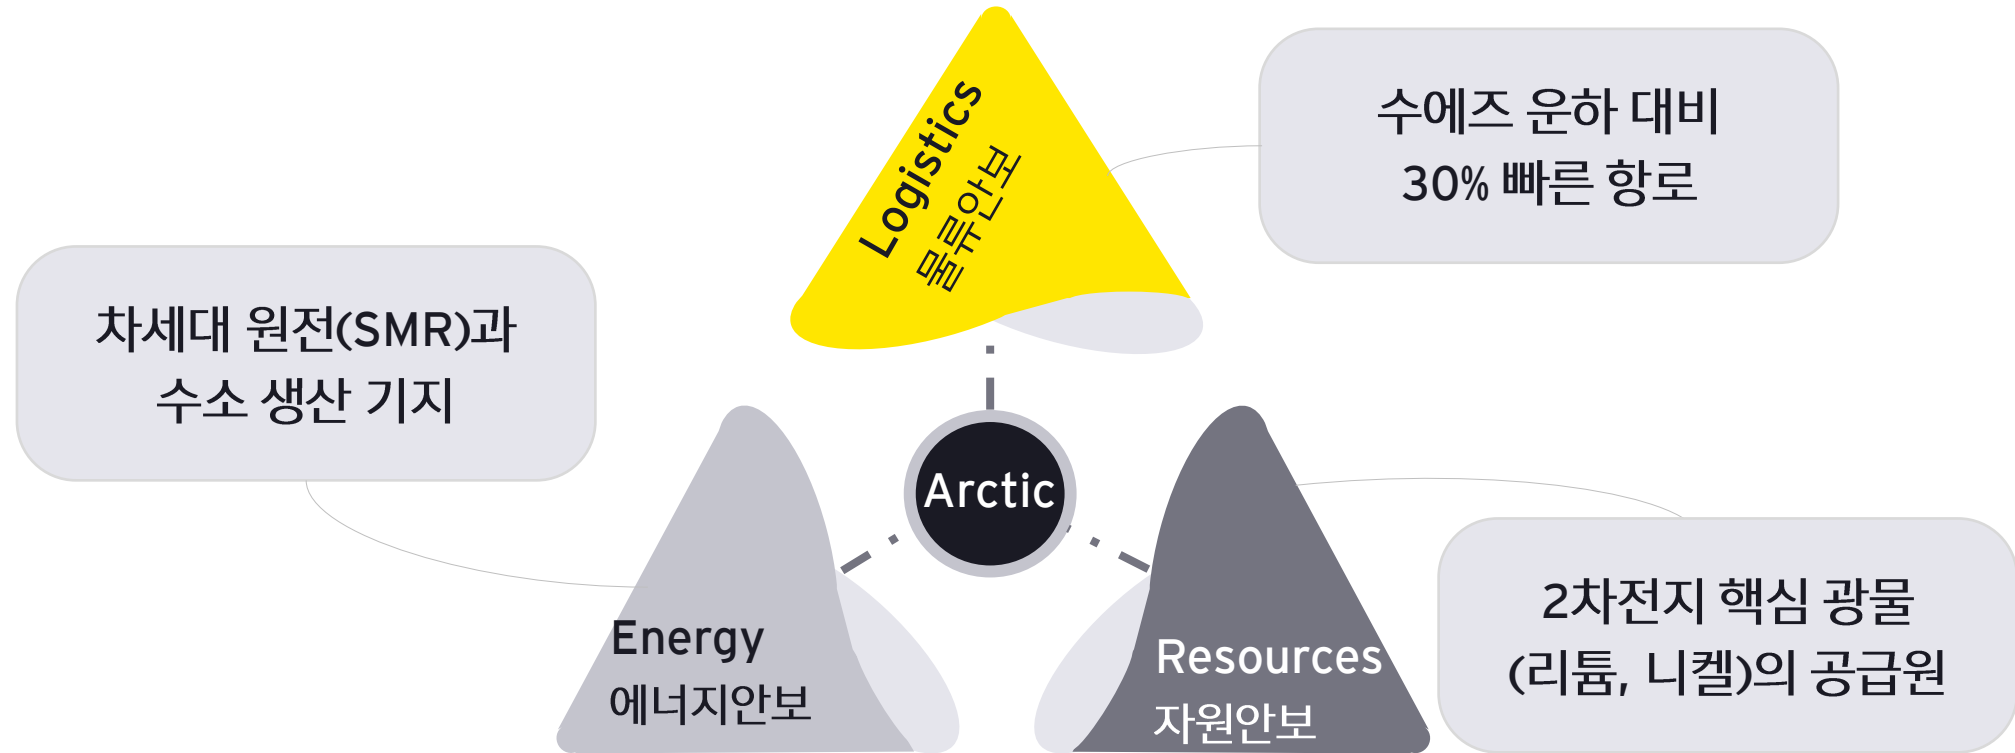 Logistics
물류안보
수에즈 운하 대비
30% 빠른 항로
차세대 원전(SMR)과
수소 생산 기지
Arctic
Energy
에너지안보
Resources
자원안보
2차전지 핵심 광물
(리튬, 니켈)의 공급원